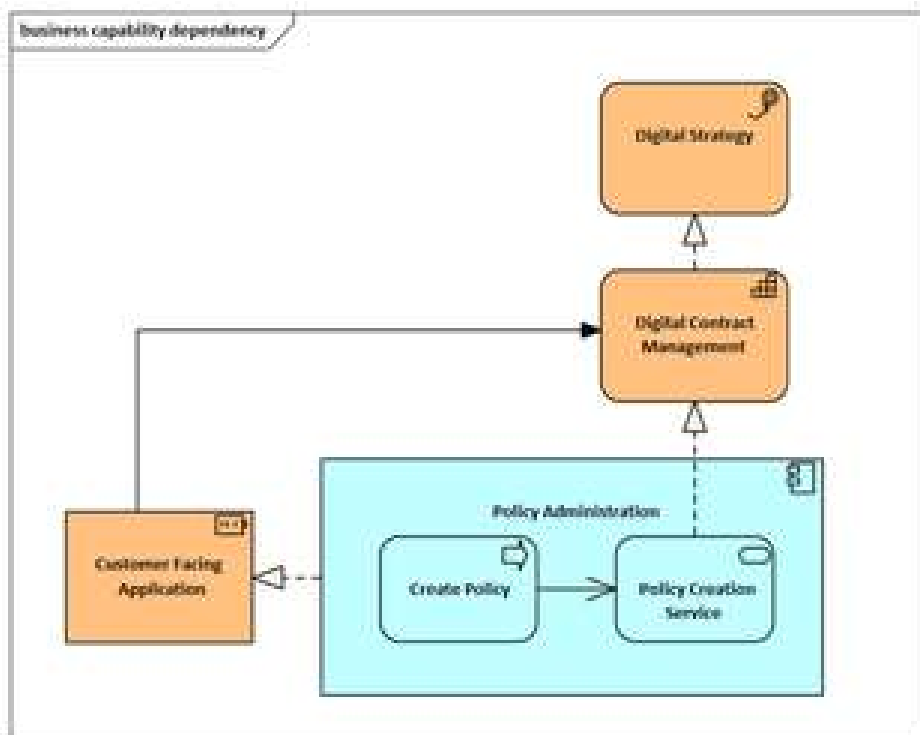 business capability dependency
Digital Strategy
Digital Contract
Management
Policy Administration
Customer Facing
Application
Create Policy
Policy Creation
Service